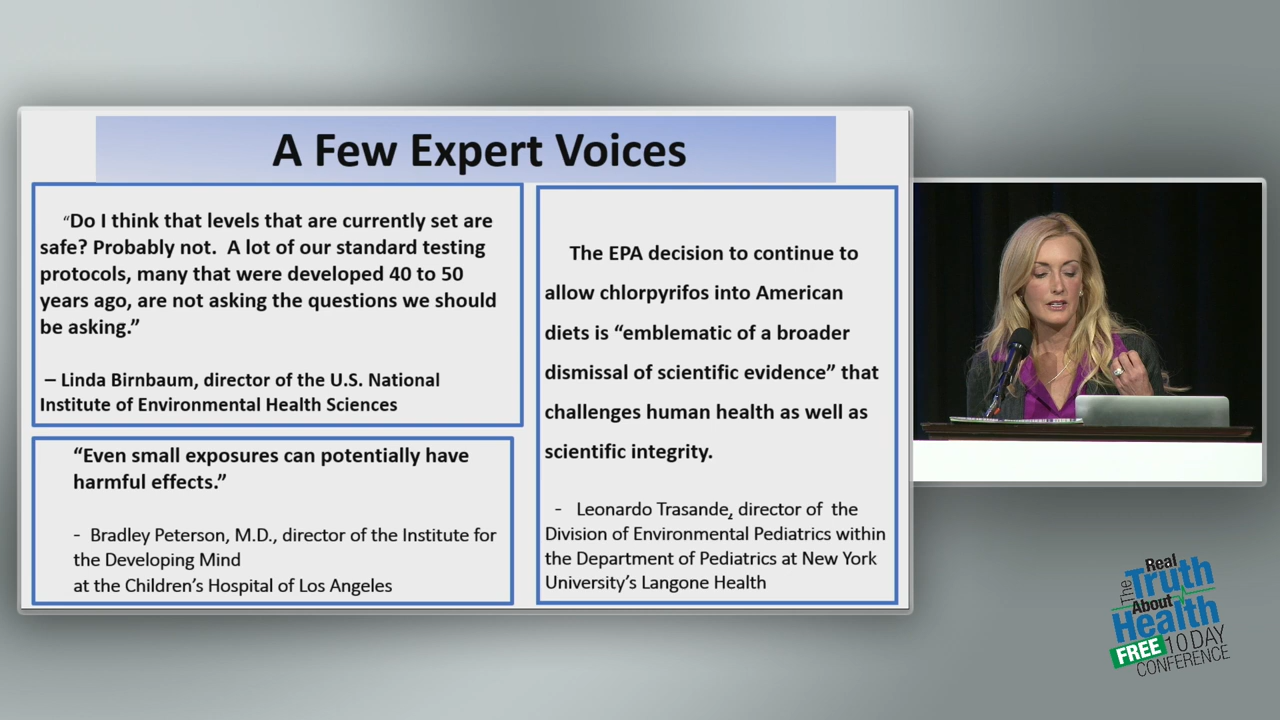 A Few Expert Voices
“Do I think that levels that are currently set are
safe? Probably not. A lot of our standard testing
protocols, many that were developed 40 to 50
years ago, are not asking the questions we should
be asking.”
– Linda Birnbaum, director of the U.S. National
Institute of Environmental Health Sciences
“Even small exposures can potentially have
harmful effects.”
- Bradley Peterson, M.D., director of the Institute for
the Developing Mind
at the Children’s Hospital of Los Angeles
The EPA decision to continue to
allow chlorpyrifos into American
diets is “emblematic of a broader
dismissal of scientific evidence” that
challenges human health as well as
scientific integrity.
- Leonardo Trasande, director of the
Division of Environmental Pediatrics within
the Department of Pediatrics at New York
University’s Langone Health
The Real
Truth
About
Health
FREE 10 DAY
CONFERENCE